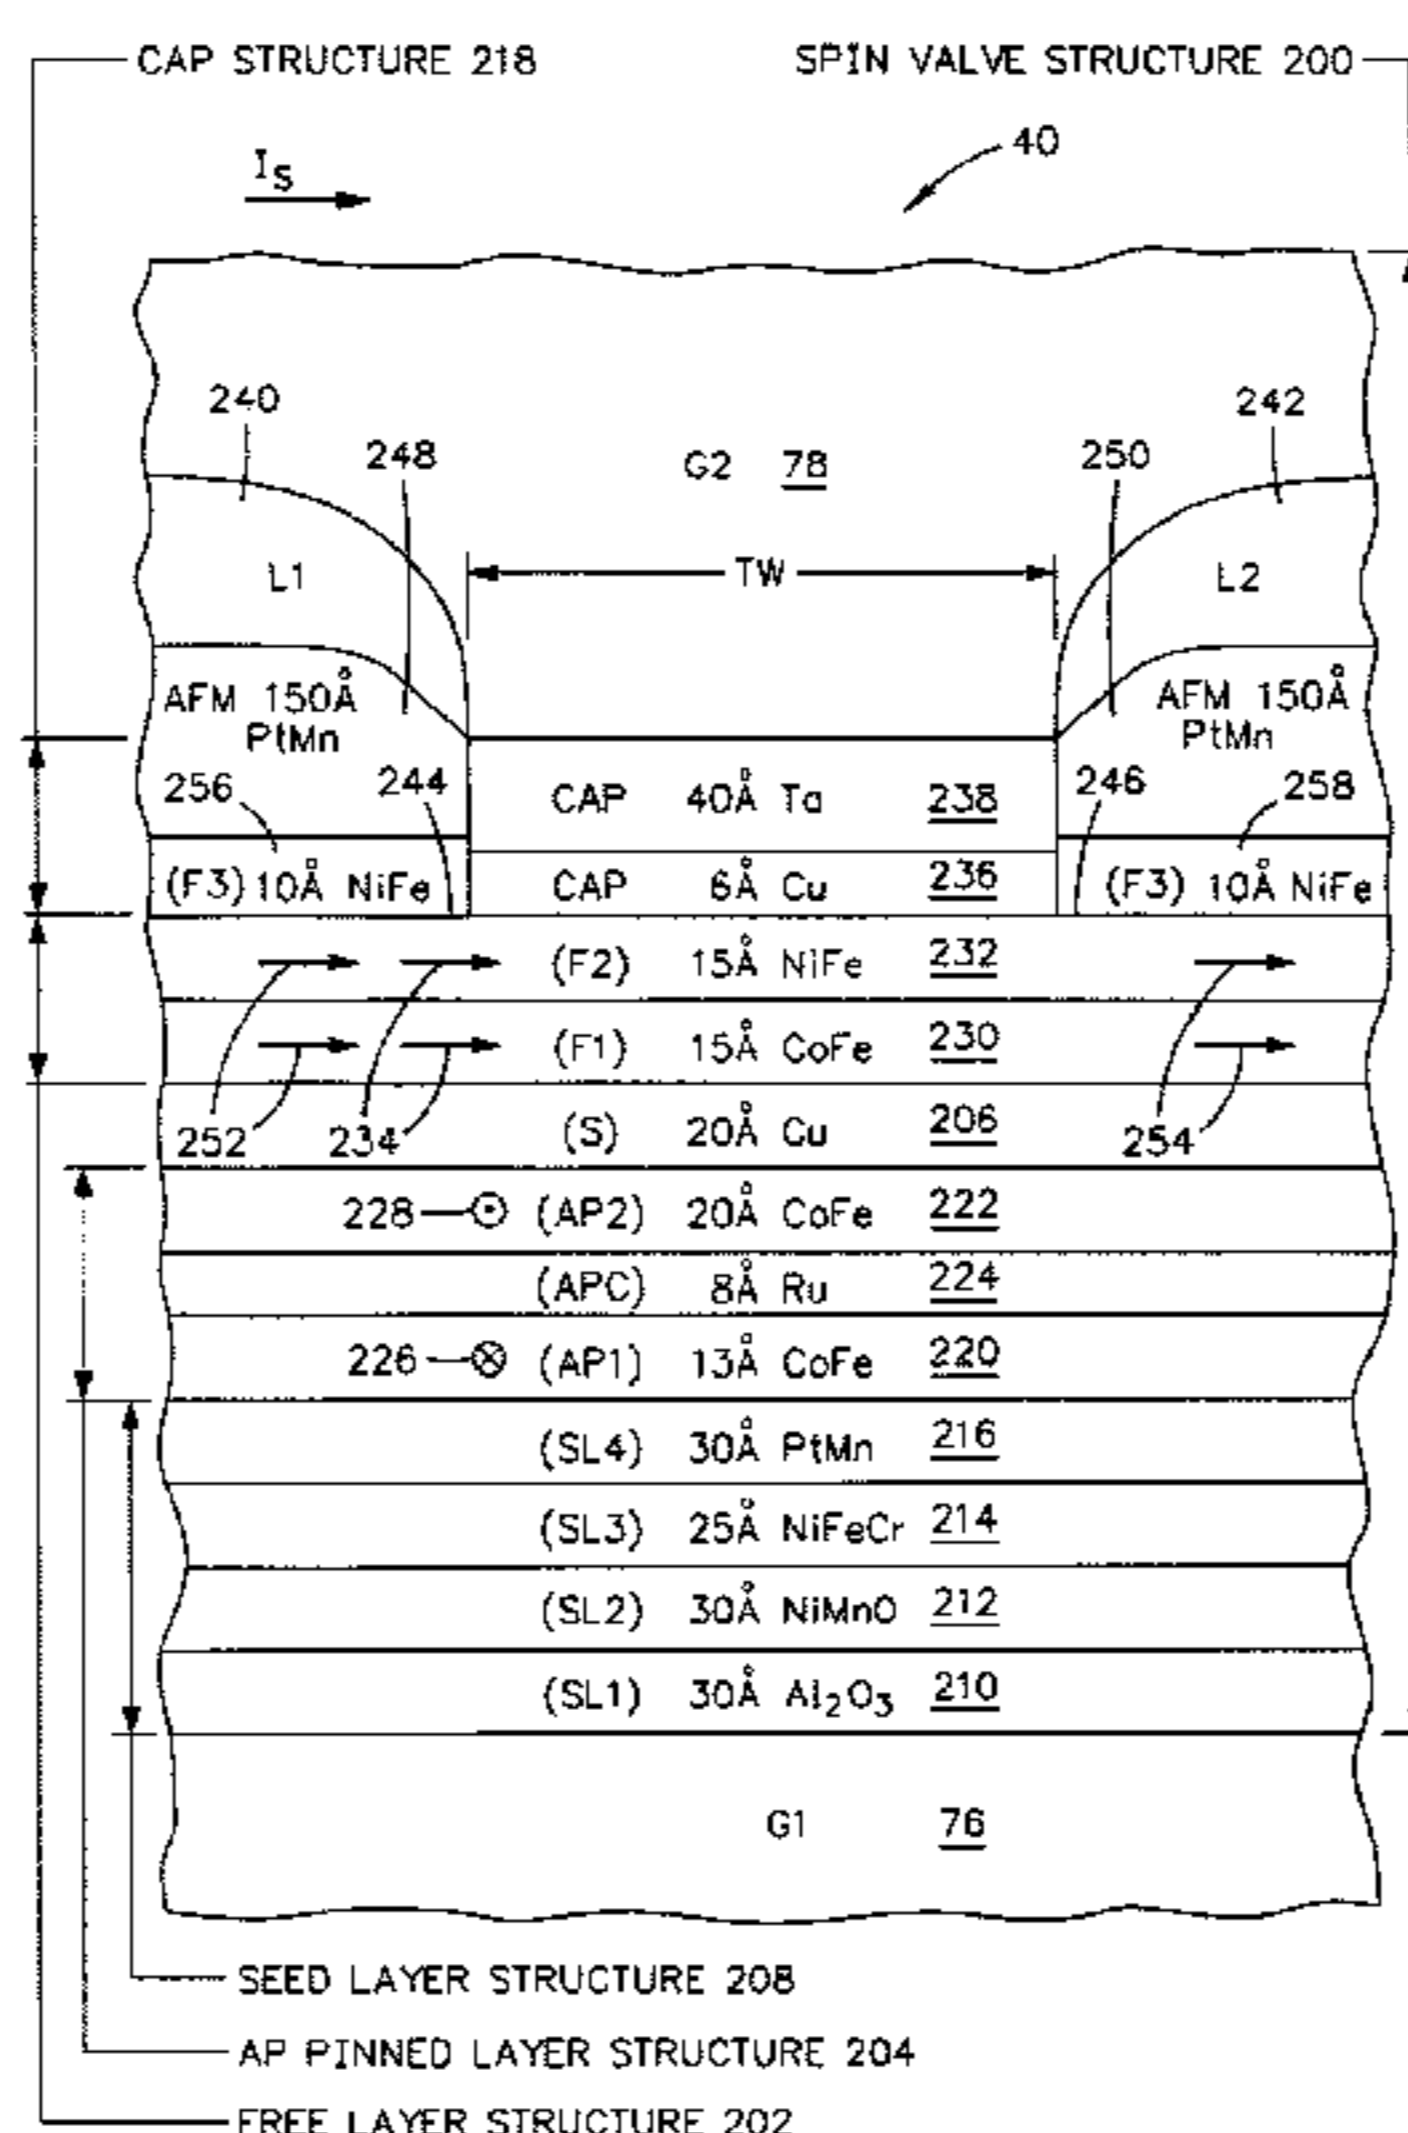 CAP STRUCTURE 218 SPIN VALVE STRUCTURE 200
40
IS
240 242
248 G2 78 250
L1 TW L2
AFM 150Å AFM 150Å
PtMn PtMn
256 244 CAP 40Å Ta 238 246 258
(F3) 10Å NiFe CAP 6Å Cu 236 (F3) 10Å NiFe
(F2) 15Å NiFe 232
(F1) 15Å CoFe 230
252 234 (S) 20Å Cu 206 254
228 (AP2) 20Å CoFe 222
(APC) 8Å Ru 224
226 (AP1) 13Å CoFe 220
(SL4) 30Å PtMn 216
(SL3) 25Å NiFeCr 214
(SL2) 30Å NiMnO 212
(SL1) 30Å Al₂O₃ 210
G1 76
SEED LAYER STRUCTURE 208
AP PINNED LAYER STRUCTURE 204
FREE LAYER STRUCTURE 202